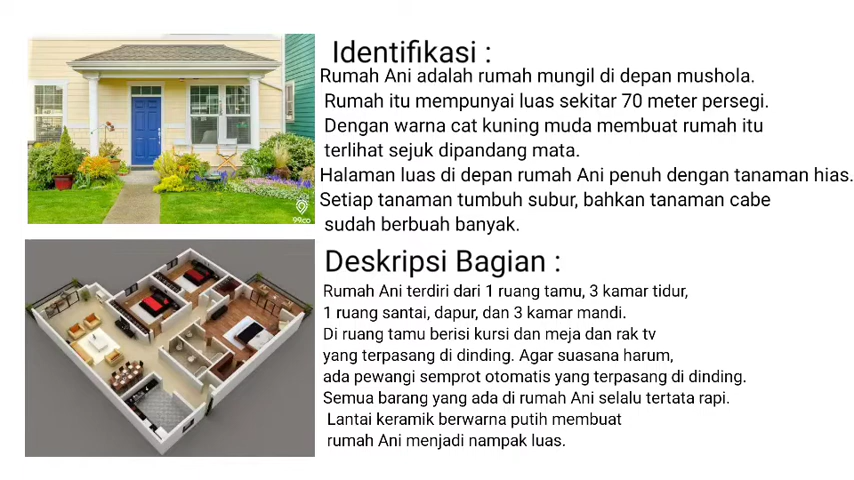 Identifikasi :
Rumah Ani adalah rumah mungil di depan mushola.
Rumah itu mempunyai luas sekitar 70 meter persegi.
Dengan warna cat kuning muda membuat rumah itu
terlihat sejuk dipandang mata.
Halaman luas di depan rumah Ani penuh dengan tanaman hias.
Setiap tanaman tumbuh subur, bahkan tanaman cabe
sudah berbuah banyak.
99.co
Deskripsi Bagian :
Rumah Ani terdiri dari 1 ruang tamu, 3 kamar tidur,
1 ruang santai, dapur, dan 3 kamar mandi.
Di ruang tamu berisi kursi dan meja dan rak tv
yang terpasang di dinding. Agar suasana harum,
ada pewangi semprot otomatis yang terpasang di dinding.
Semua barang yang ada di rumah Ani selalu tertata rapi.
Lantai keramik berwarna putih membuat
rumah Ani menjadi nampak luas.